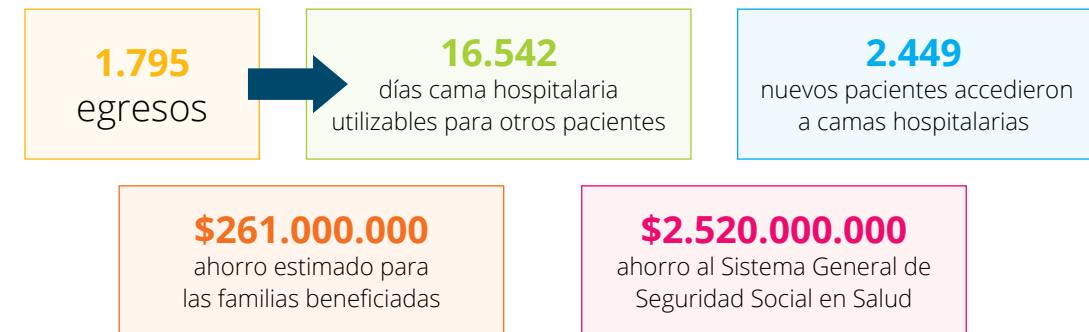 1.795
egresos
16.542
días cama hospitalaria
utilizables para otros pacientes
2.449
nuevos pacientes accedieron
a camas hospitalarias
$261.000.000
ahorro estimado para
las familias beneficiadas
$2.520.000.000
ahorro al Sistema General de
Seguridad Social en Salud